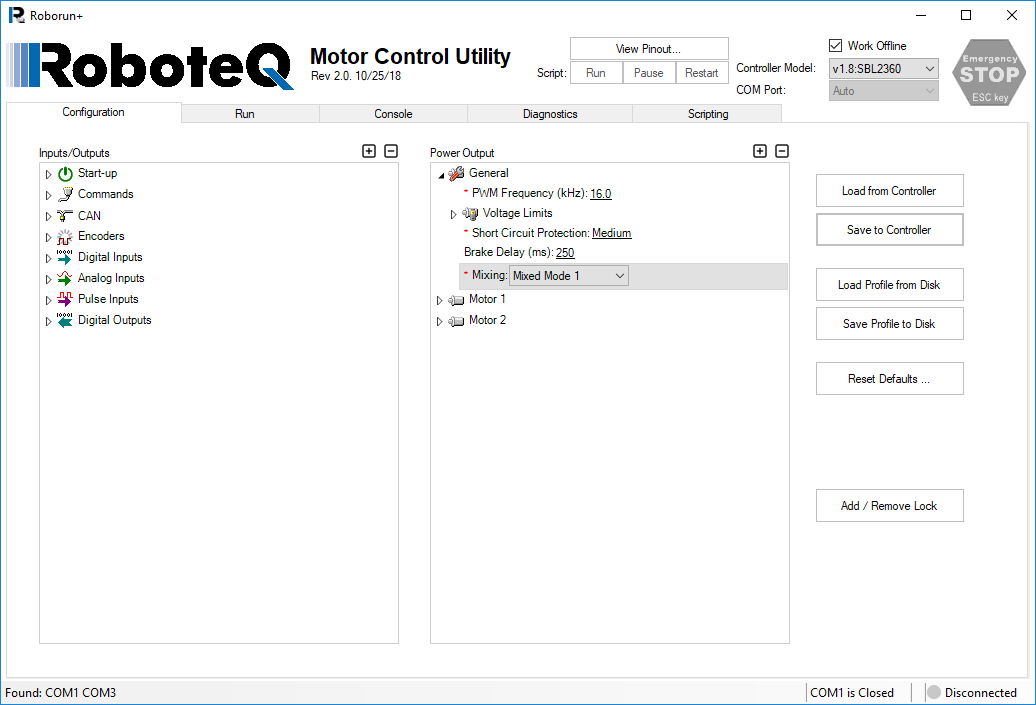 Roborun+
RoboteQ
Motor Control Utility
Rev 2.0. 10/25/18
View Pinout...
Script: Run Pause Restart
Work Offline
Controller Model: v1.8:SBL2360
COM Port: Auto
Emergency
STOP
ESC key
Configuration Run Console Diagnostics Scripting
Inputs/Outputs
Start-up
Commands
CAN
Encoders
Digital Inputs
Analog Inputs
Pulse Inputs
Digital Outputs
Power Output
General
* PWM Frequency (kHz): 16.0
Voltage Limits
* Short Circuit Protection: Medium
Brake Delay (ms): 250
* Mixing: Mixed Mode 1
Motor 1
Motor 2
Load from Controller
Save to Controller
Load Profile from Disk
Save Profile to Disk
Reset Defaults ...
Add / Remove Lock
Found: COM1 COM3
COM1 is Closed
Disconnected